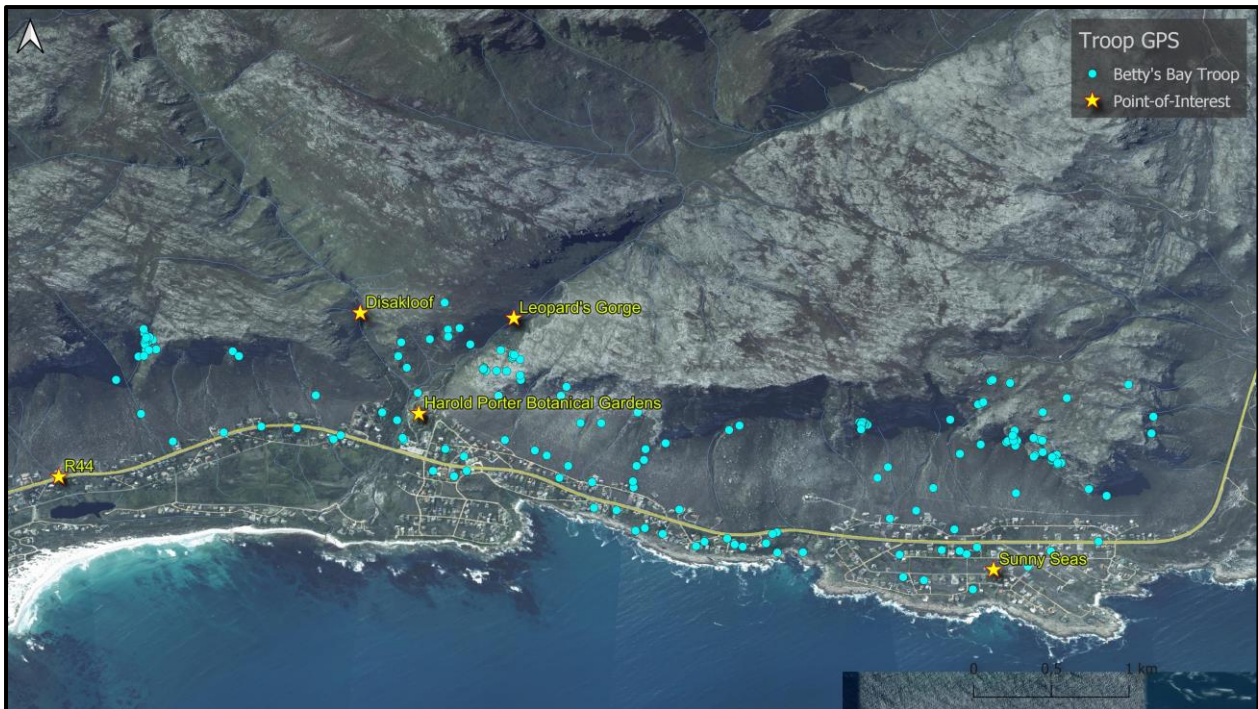 Troop GPS
Betty's Bay Troop
Point-of-Interest
Disakloof
Leopard's Gorge
Harold Porter Botanical Gardens
R44
Sunny Seas
0 0.5 1 km